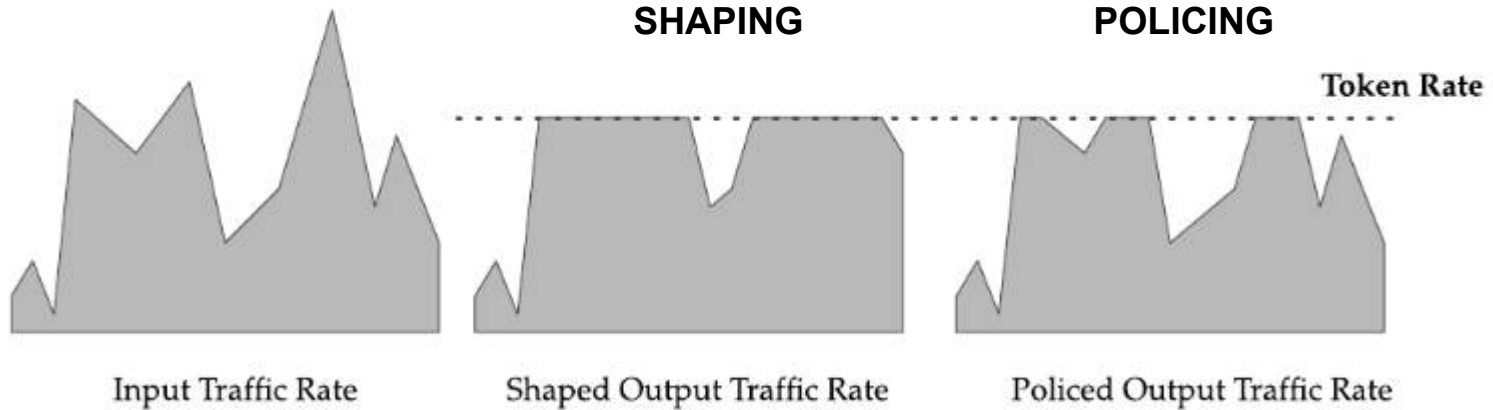 SHAPING
POLICING
Token Rate
Input Traffic Rate
Shaped Output Traffic Rate
Policed Output Traffic Rate